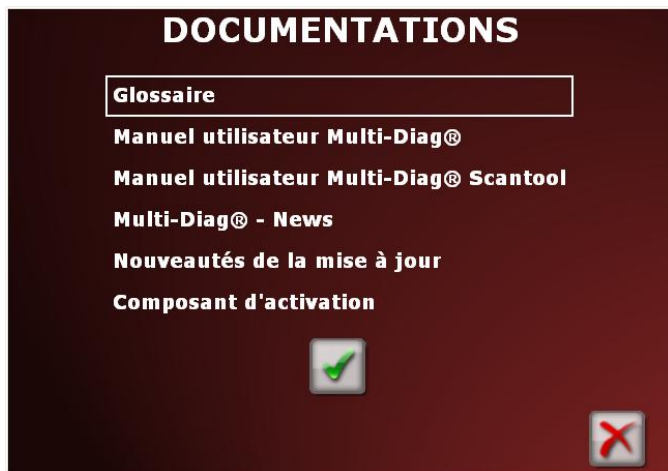 DOCUMENTATIONS
Glossaire
Manuel utilisateur Multi-Diag®
Manuel utilisateur Multi-Diag® Scantool
Multi-Diag® - News
Nouveautés de la mise à jour
Composant d'activation